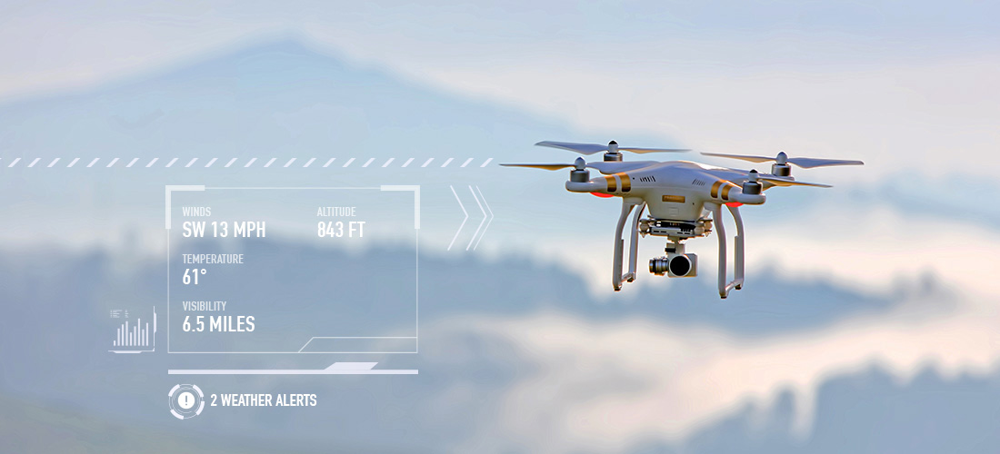 WINDS
SW 13 MPH
ALTITUDE
843 FT
TEMPERATURE
61°
VISIBILITY
6.5 MILES
2 WEATHER ALERTS